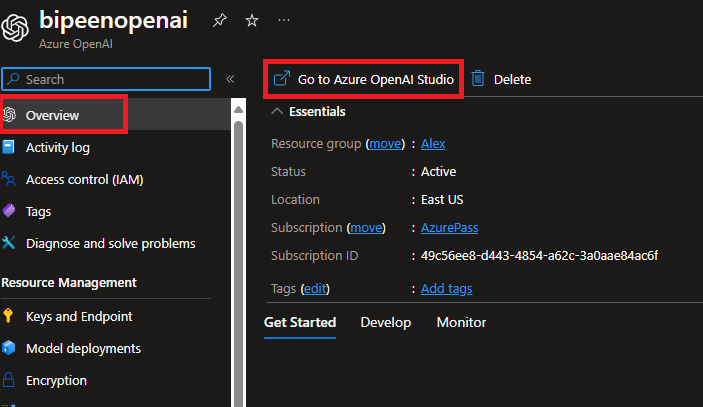 bipeenopenai
Azure OpenAI
Search
Overview
Activity log
Access control (IAM)
Tags
Diagnose and solve problems
Resource Management
Keys and Endpoint
Model deployments
Encryption
Go to Azure OpenAI Studio Delete
Essentials
Resource group (move) : Alex
Status : Active
Location : East US
Subscription (move) : AzurePass
Subscription ID : 49c56ee8-d443-4854-a62c-3a0aae84ac6f
Tags (edit) : Add tags
Get Started Develop Monitor